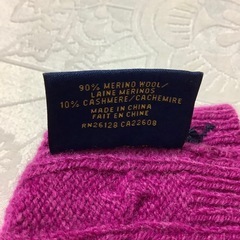 90% MERINO WOOL/
LAINE MERINOS
10% CASHMERE/CACHEMIRE
MADE IN CHINA
FAIT EN CHINE
RN26128 CA22608